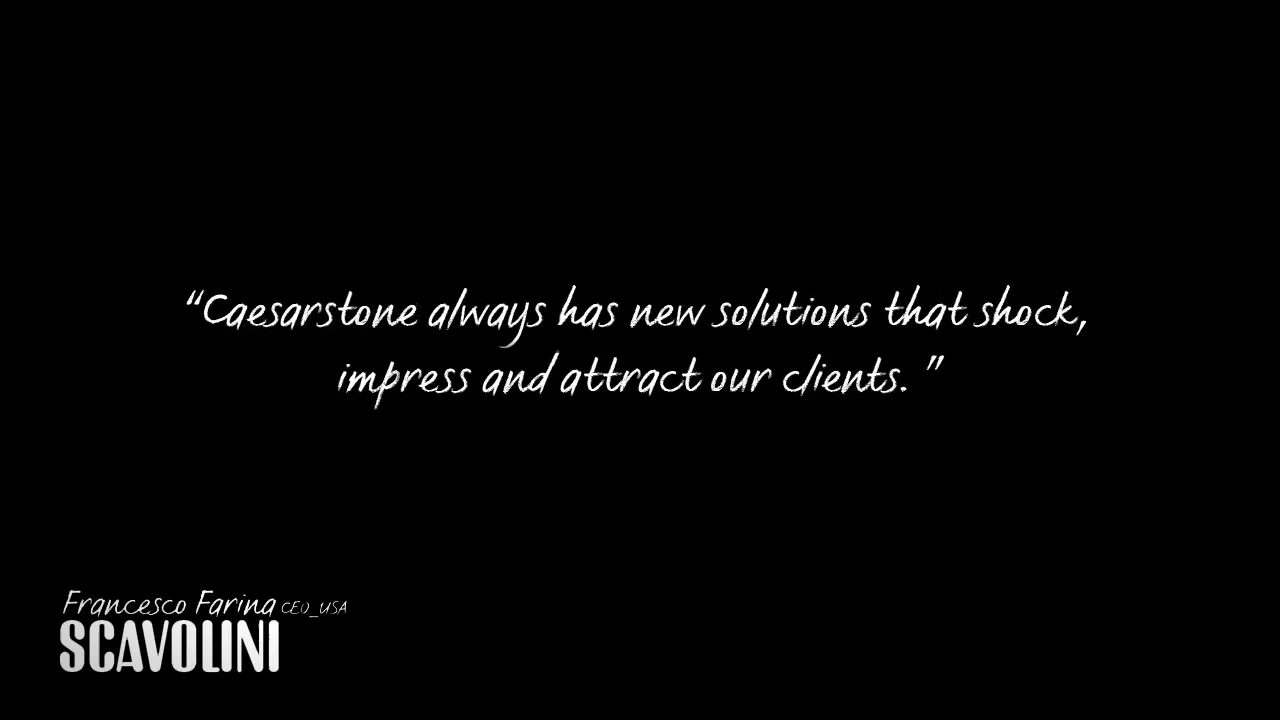 “Caesarstone always has new solutions that shock,
impress and attract our clients. ”
Francesco Farina CEO_USA
SCAVOLINI